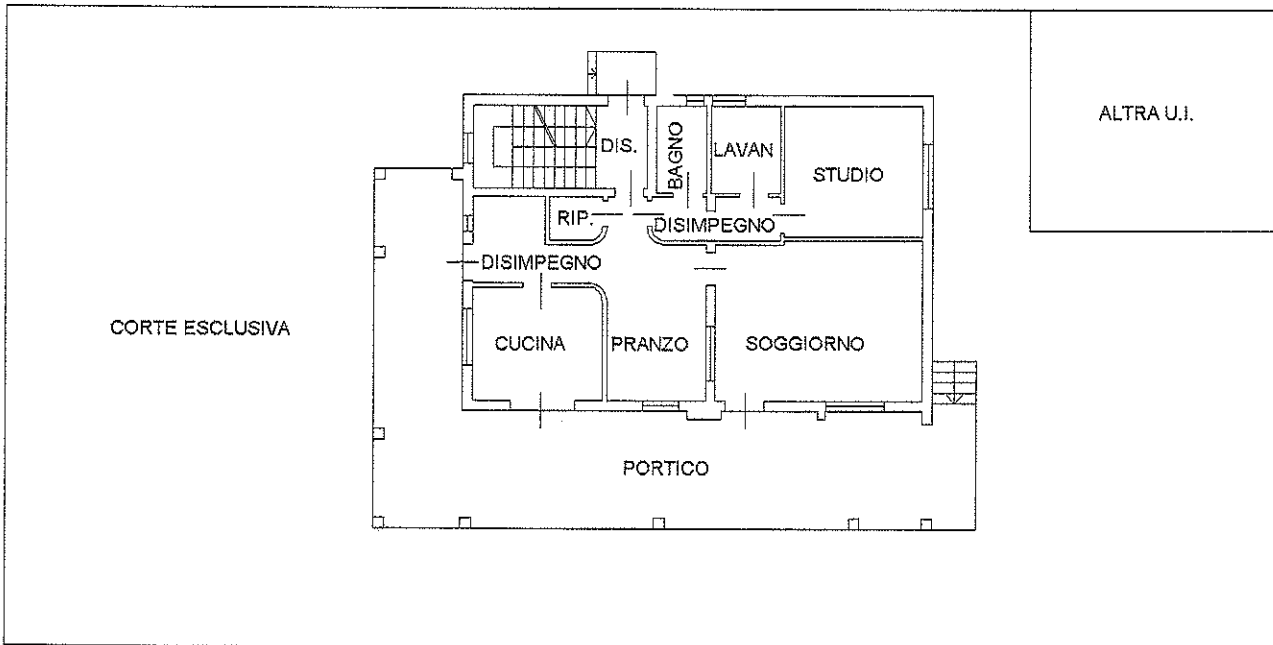 ALTRA U.I.
DIS.
BAGNO
LAVAN
STUDIO
RIP.
DISIMPEGNO
DISIMPEGNO
CORTE ESCLUSIVA
CUCINA
PRANZO
SOGGIORNO
PORTICO